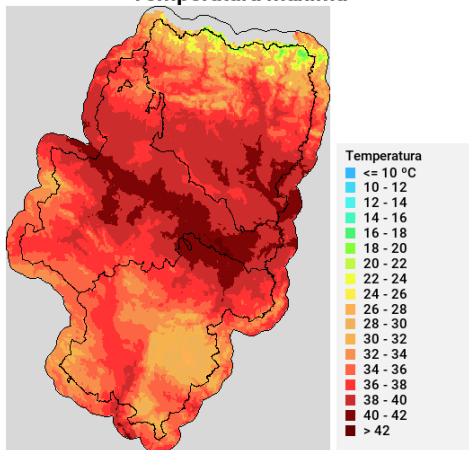 Temperatura
<= 10 ºC
10 - 12
12 - 14
14 - 16
16 - 18
18 - 20
20 - 22
22 - 24
24 - 26
26 - 28
28 - 30
30 - 32
32 - 34
34 - 36
36 - 38
38 - 40
40 - 42
> 42